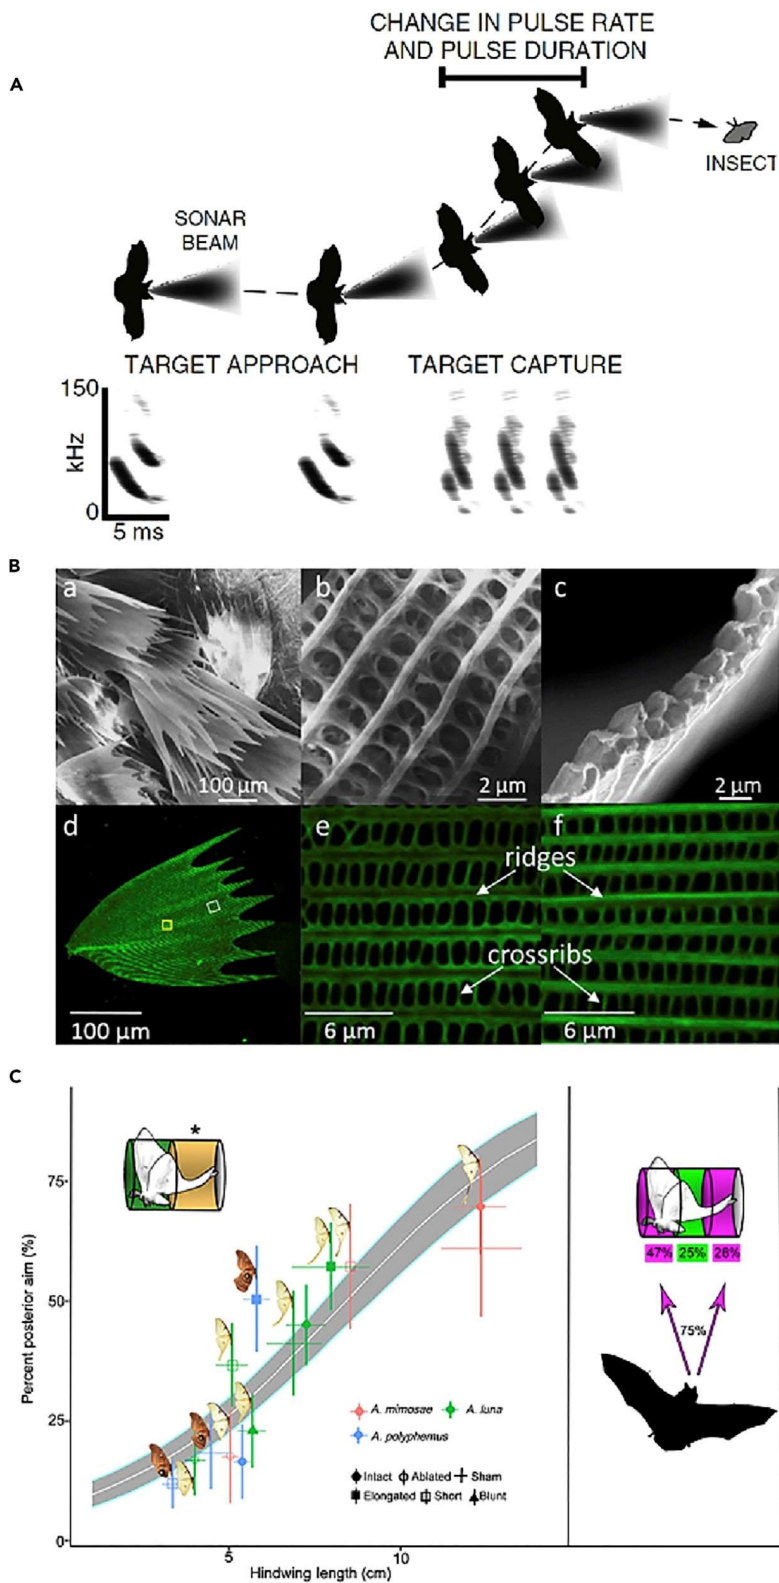 A
CHANGE IN PULSE RATE
AND PULSE DURATION
INSECT
SONAR
BEAM
TARGET APPROACH
TARGET CAPTURE
150
kHz
0
5 ms
B
a
b
c
100 µm
2 µm
2 µm
d
e
f
ridges
crossribs
100 µm
6 µm
6 µm
C
*
75
50
25
0
Percent posterior aim (%)
5
10
Hindwing length (cm)
A. mimosae
A. luna
A. polyphemus
Intact
Ablated
Sham
Elongated
Short
Blunt
47%
25%
28%
75%